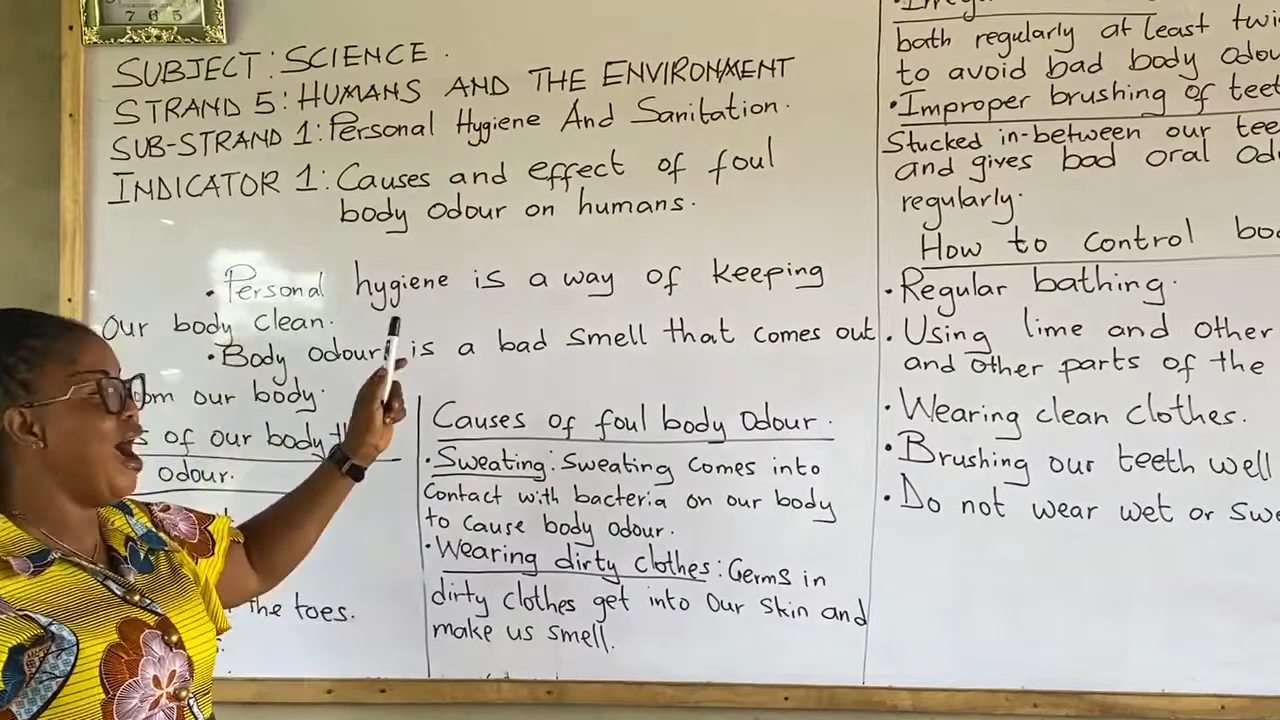 7 6 5
SUBJECT: SCIENCE.
STRAND 5: HUMANS AND THE ENVIRONMENT
SUB-STRAND 1: Personal Hygiene And Sanitation.
INDICATOR 1: Causes and effect of foul
body odour on humans.
• Personal hygiene is a way of keeping
Our body clean.
• Body odour is a bad smell that comes out
our body.
of our body
odour.
the toes.
Causes of foul body Odour.
• Sweating: Sweating comes into
Contact with bacteria on our body
to cause body odour.
• Wearing dirty clothes: Germs in
dirty clothes get into Our skin and
make us smell.
bath regularly at least
to avoid bad body
• Improper brushing of
Stucked in-between our
and gives bad oral
regularly.
How to control
• Regular bathing.
• Using lime and other
and other parts of the
• Wearing clean clothes.
• Brushing our teeth well
• Do not wear wet or